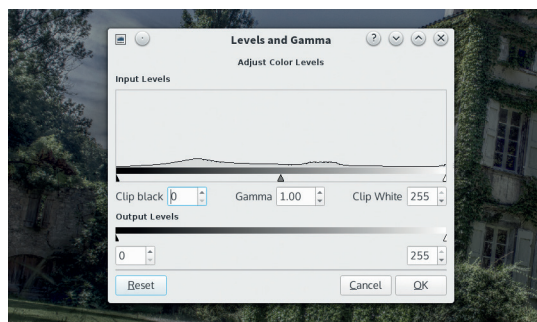 Levels and Gamma ?
Adjust Color Levels
Input Levels
Clip black 0 Gamma 1.00 Clip White 255
Output Levels
0 255
Reset Cancel OK